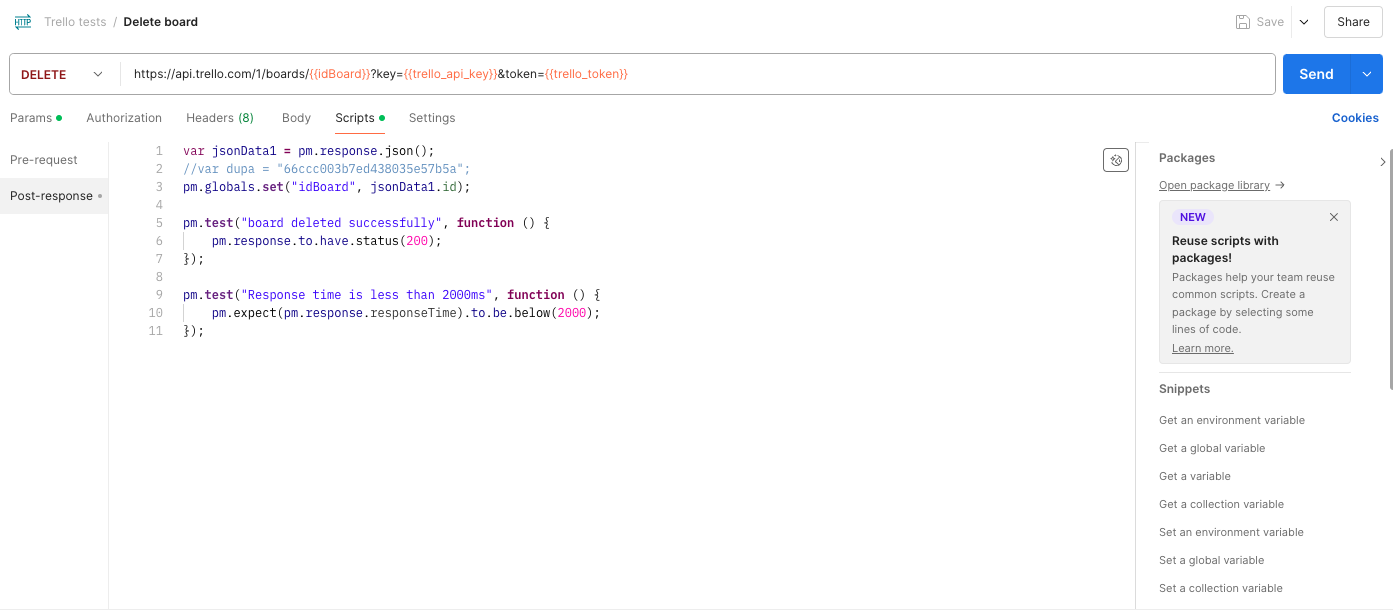 HTTP Trello tests / Delete board Save Share
DELETE https://api.trello.com/1/boards/{{idBoard}}?key={{trello_api_key}}&token={{trello_token}} Send
Params Authorization Headers (8) Body Scripts Settings Cookies
Pre-request
Post-response
1 var jsonData1 = pm.response.json();
2 //var dupa = "66ccc003b7ed438035e57b5a";
3 pm.globals.set("idBoard", jsonData1.id);
4
5 pm.test("board deleted successfully", function () {
6 pm.response.to.have.status(200);
7 });
8
9 pm.test("Response time is less than 2000ms", function () {
10 pm.expect(pm.response.responseTime).to.be.below(2000);
11 });
Packages
Open package library →
NEW
Reuse scripts with
packages!
Packages help your team reuse
common scripts. Create a
package by selecting some
lines of code.
Learn more.
Snippets
Get an environment variable
Get a global variable
Get a variable
Get a collection variable
Set an environment variable
Set a global variable
Set a collection variable